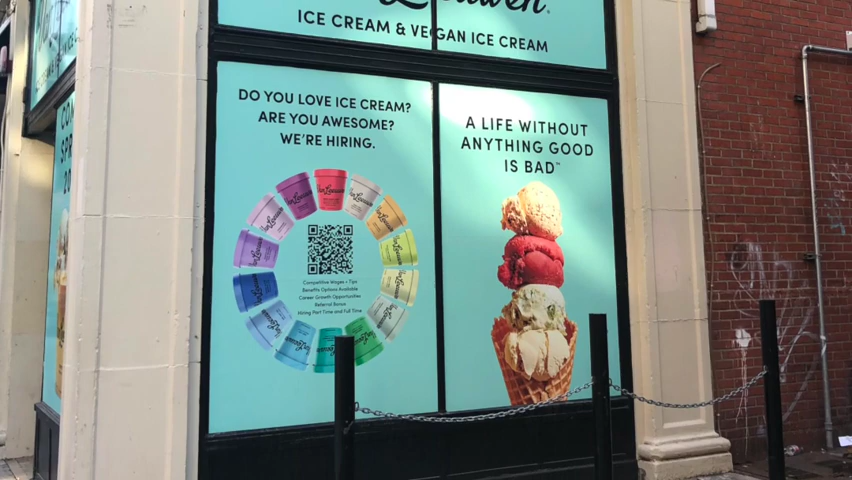 ICE CREAM & VEGAN ICE CREAM
DO YOU LOVE ICE CREAM?
ARE YOU AWESOME?
WE'RE HIRING.
Van Leeuwen
Competitive Wages + Tips
Benefits Options Available
Career Growth Opportunities
Referral Bonus
Hiring Part Time and Full Time
A LIFE WITHOUT
ANYTHING GOOD
IS BAD™